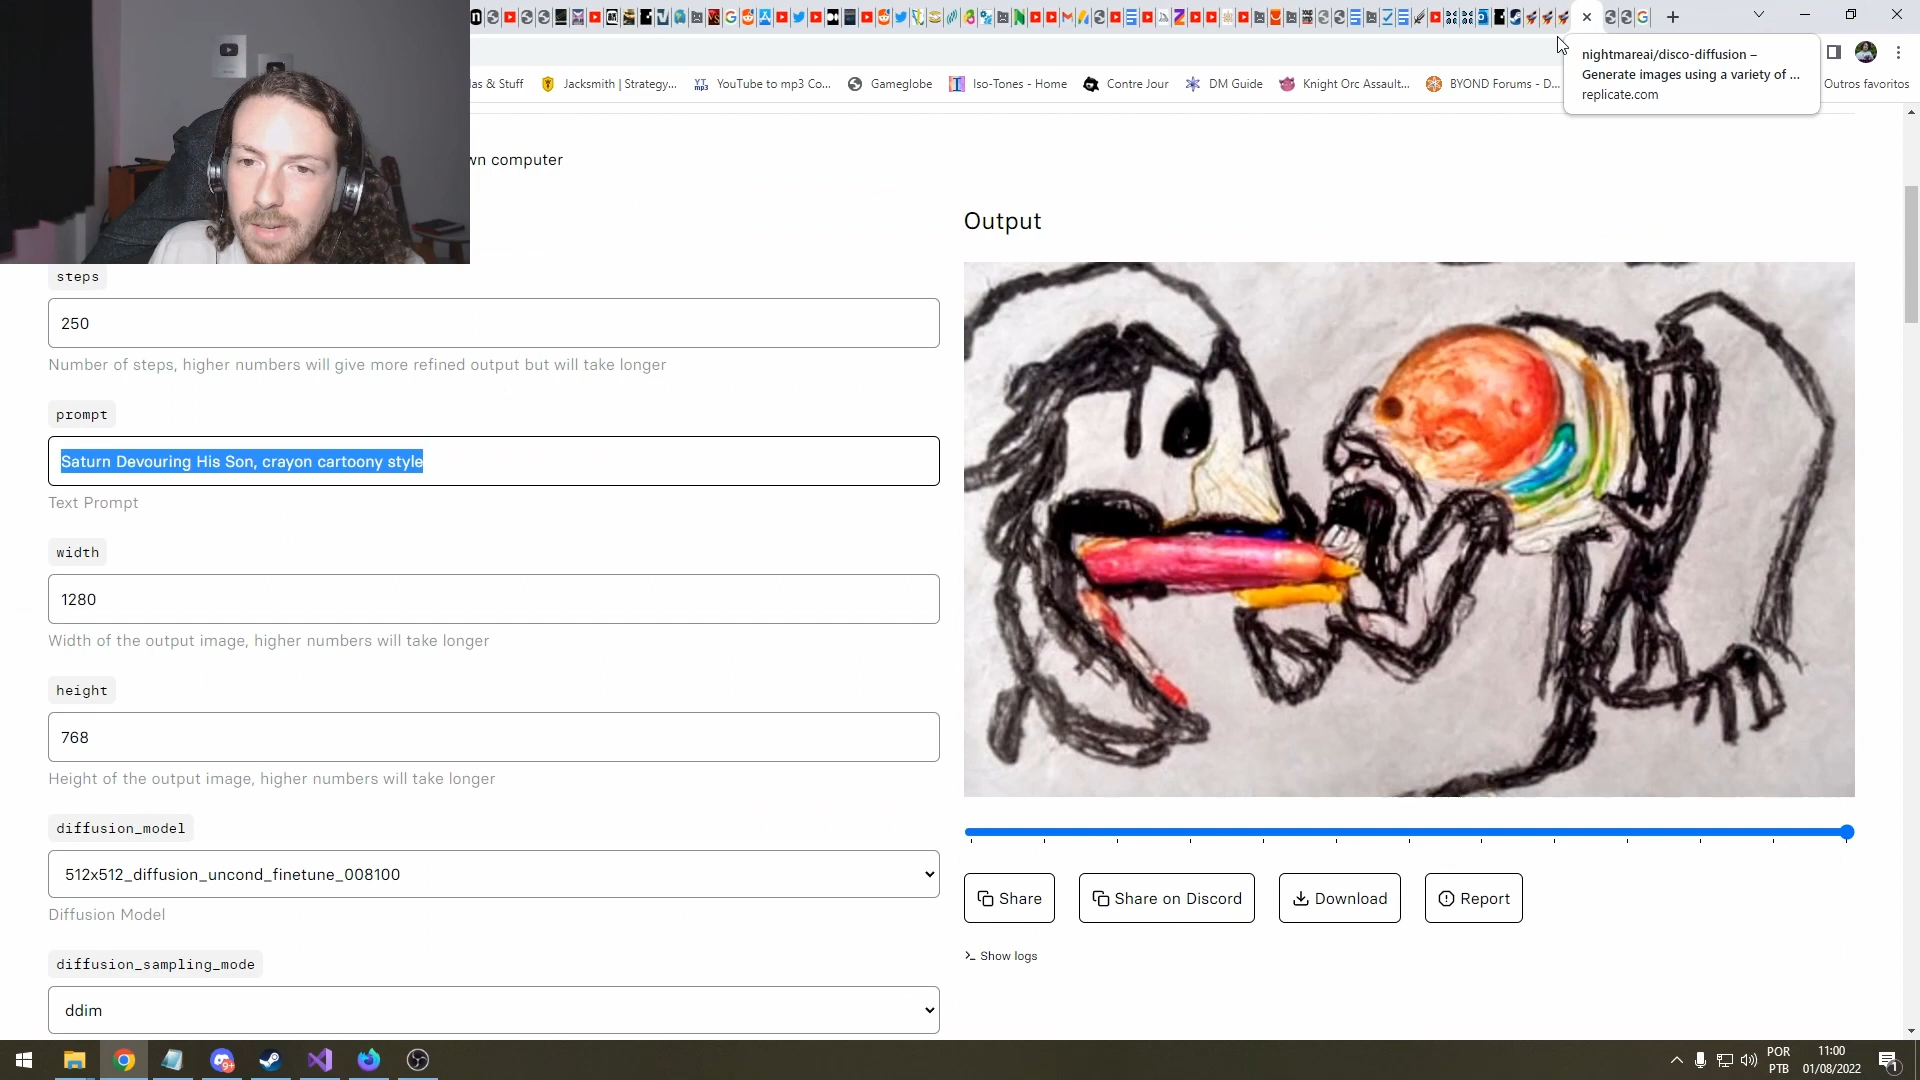 nightmareai/disco-diffusion –
Generate images using a variety of ...
replicate.com
las & Stuff
Jacksmith | Strategy...
YouTube to mp3 Co...
Gameglobe
Iso-Tones - Home
Contre Jour
DM Guide
Knight Orc Assault...
BYOND Forums - D...
Outros favoritos
wn computer
Output
steps
250
Number of steps, higher numbers will give more refined output but will take longer
prompt
Saturn Devouring His Son, crayon cartoony style
Text Prompt
width
1280
Width of the output image, higher numbers will take longer
height
768
Height of the output image, higher numbers will take longer
diffusion_model
512x512_diffusion_uncond_finetune_008100
Diffusion Model
diffusion_sampling_mode
ddim
Share
Share on Discord
Download
Report
Show logs
POR
PTB
11:00
01/08/2022